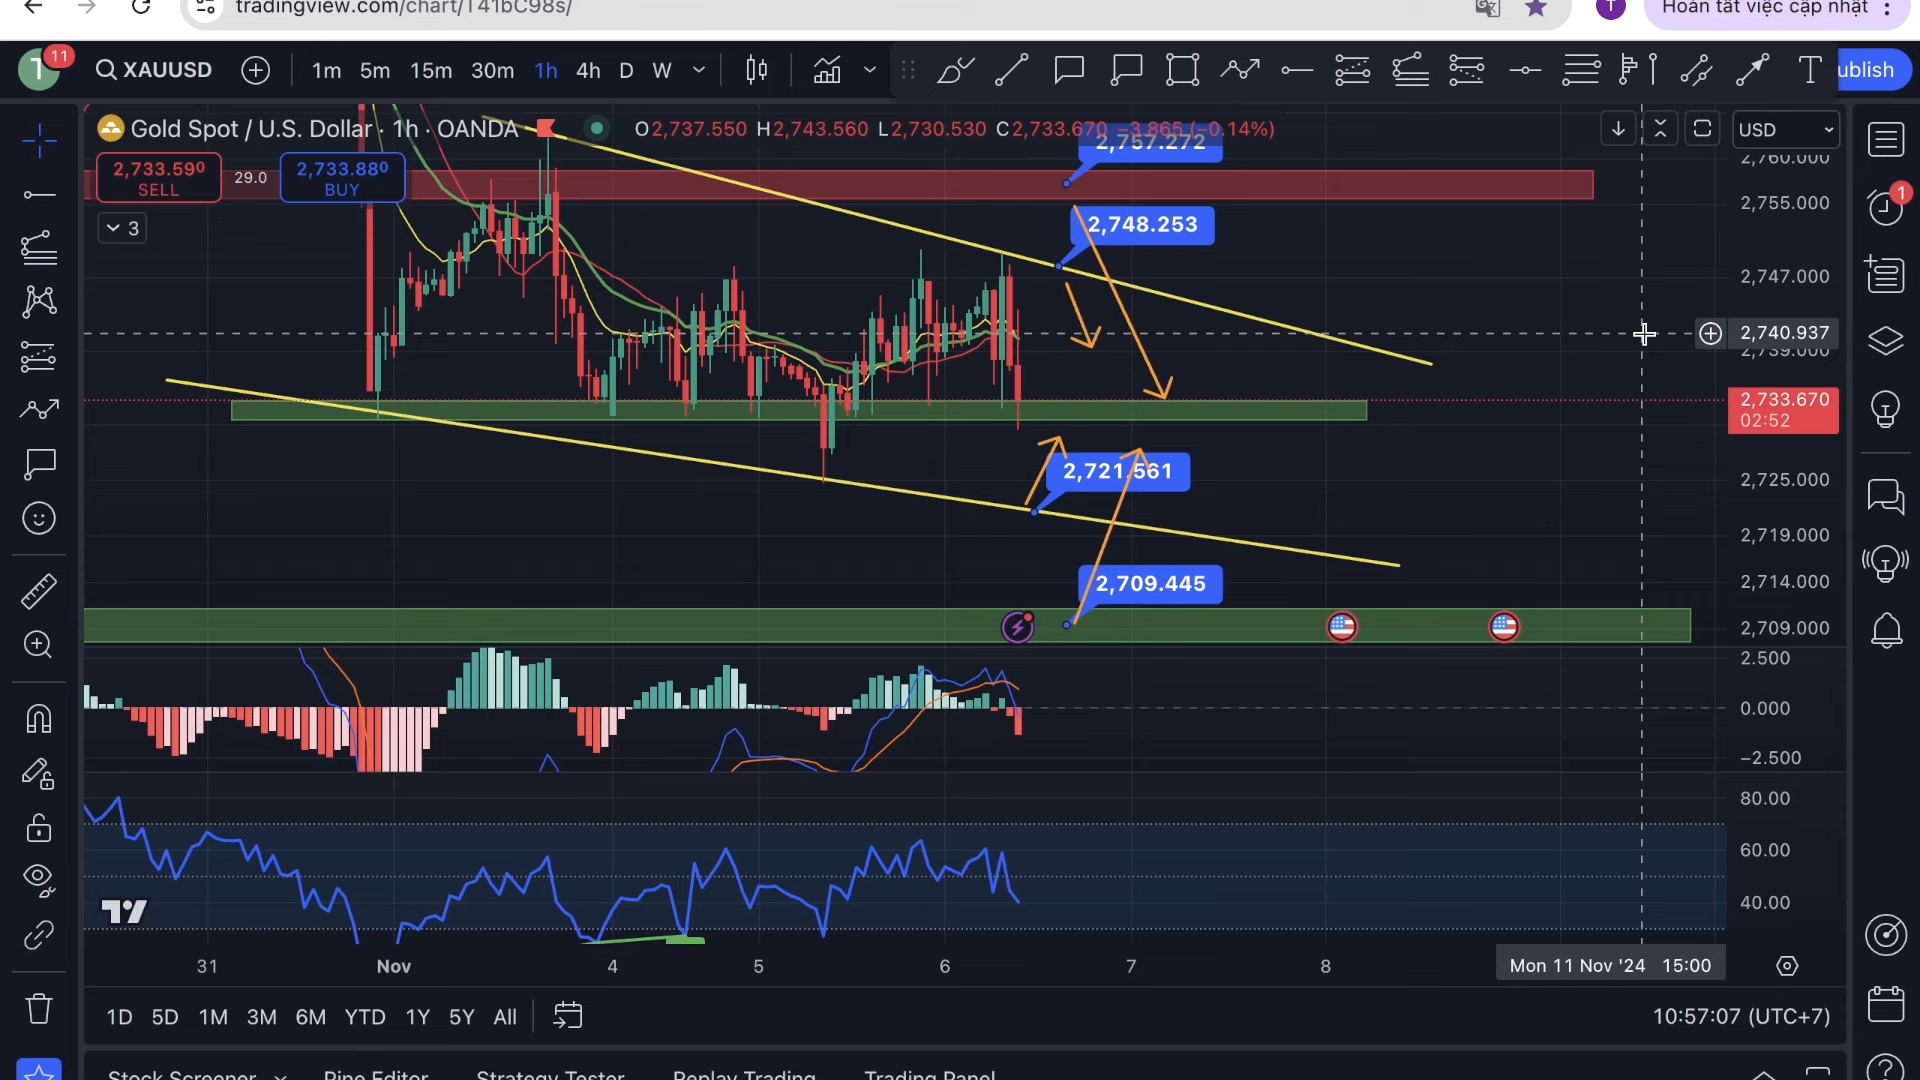 tradingview.com/chart/T41bC98s/
T
Hoàn tất việc cập nhật
T
11
XAUUSD
1m 5m 15m 30m 1h 4h D W
T
ublish
Gold Spot / U.S. Dollar · 1h · OANDA
O2,737.550 H2,743.560 L2,730.530 C2,733.670 −3.865 (−0.14%)
USD
2,733.590
SELL
29.0
2,733.880
BUY
3
2,757.272
2,748.253
2,721.561
2,709.445
2,760.000
2,755.000
2,747.000
2,740.937
2,739.000
2,733.670
02:52
2,725.000
2,719.000
2,714.000
2,709.000
2.500
0.000
−2.500
80.00
60.00
40.00
1
31 Nov 4 5 6 7 8
Mon 11 Nov '24 15:00
1D 5D 1M 3M 6M YTD 1Y 5Y All
10:57:07 (UTC+7)
Stock Screener Pine Editor Strategy Tester Replay Trading Trading Panel